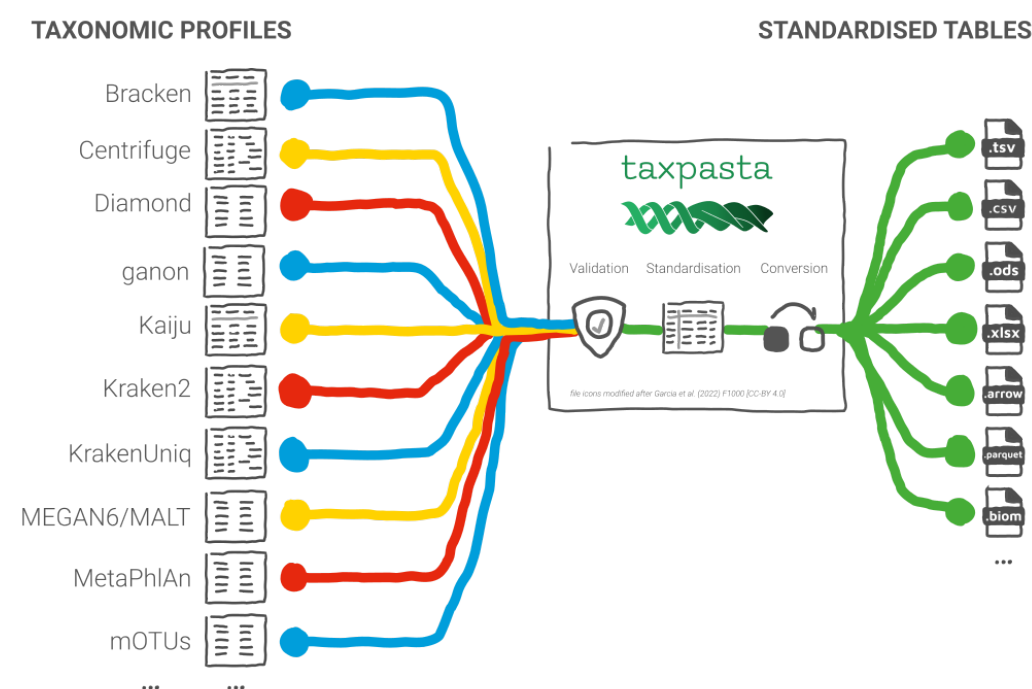 TAXONOMIC PROFILES
STANDARDISED TABLES
Bracken
Centrifuge
Diamond
ganon
Kaiju
Kraken2
KrakenUniq
MEGAN6/MALT
MetaPhlAn
mOTUs
... ...
taxpasta
Validation Standardisation Conversion
file icons modified after Garcia et al. (2022) F1000 [CC-BY 4.0]
.tsv
.csv
.ods
.xlsx
.arrow
.parquet
.biom
...